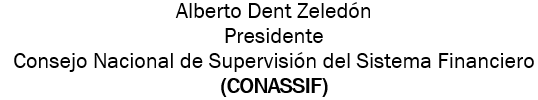 Alberto Dent Zeledón
Presidente
Consejo Nacional de Supervisión del Sistema Financiero
(CONASSIF)